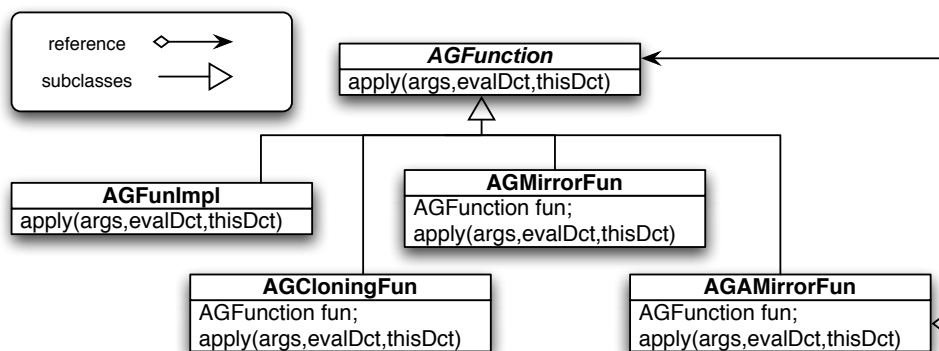 reference
subclasses
AGFunction
apply(args,evalDct,thisDct)
AGFunImpl
apply(args,evalDct,thisDct)
AGMirrorFun
AGFunction fun;
apply(args,evalDct,thisDct)
AGCloningFun
AGFunction fun;
apply(args,evalDct,thisDct)
AGAMirrorFun
AGFunction fun;
apply(args,evalDct,thisDct)